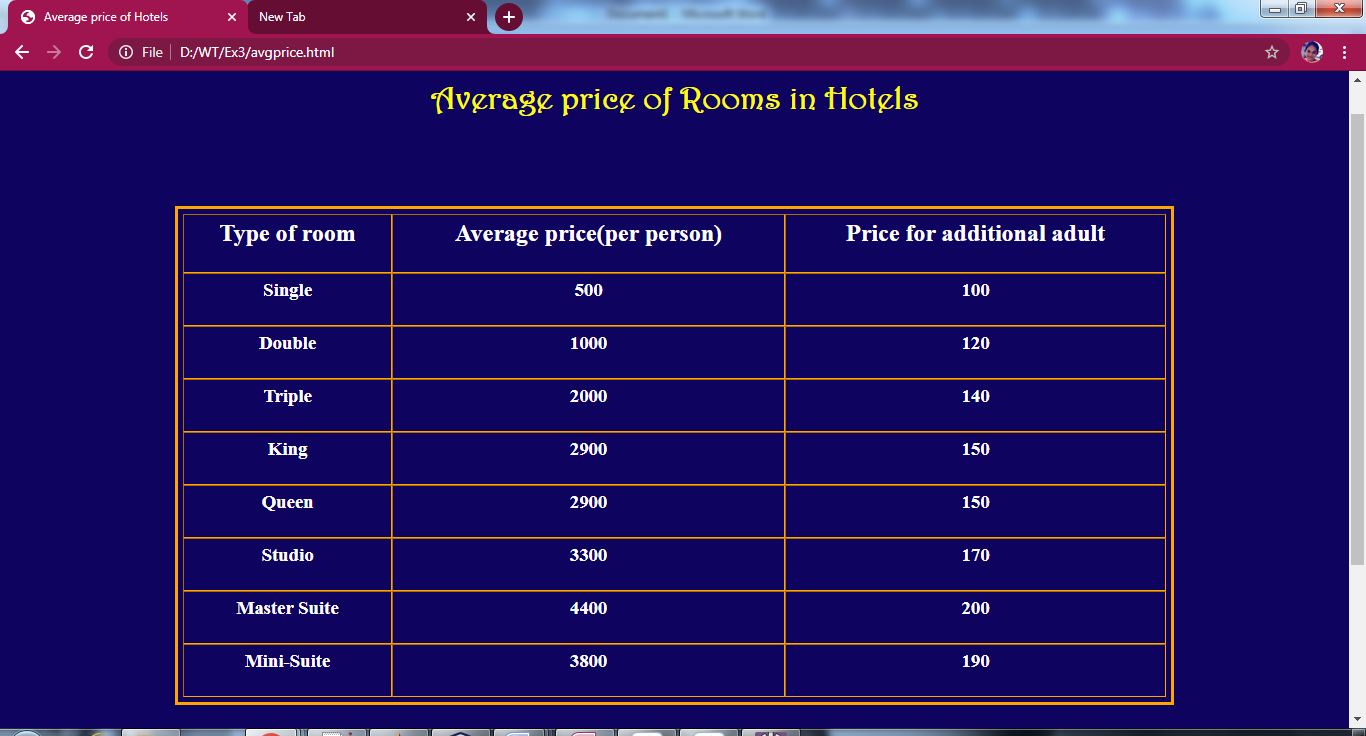 Average price of Hotels
New Tab
File D:/WT/Ex3/avgprice.html
Average price of Rooms in Hotels
Type of room Average price(per person) Price for additional adult
Single 500 100
Double 1000 120
Triple 2000 140
King 2900 150
Queen 2900 150
Studio 3300 170
Master Suite 4400 200
Mini-Suite 3800 190